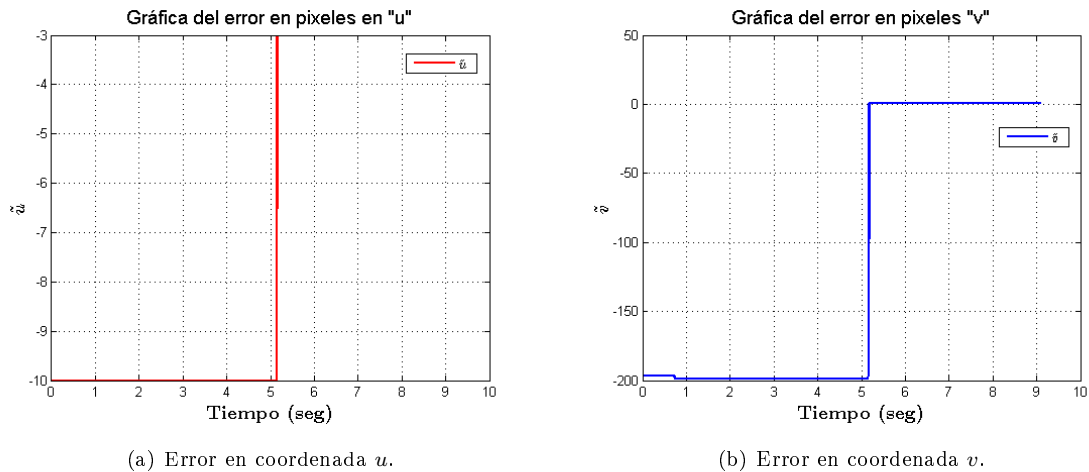 Gráfica del error en pixeles en "u"
-3
-4
-5
-6
-7
-8
-9
-10
ũ
ũ
0 1 2 3 4 5 6 7 8 9 10
Tiempo (seg)
(a) Error en coordenada u.
Gráfica del error en pixeles "v"
50
0
-50
-100
-150
-200
ṽ
ṽ
0 1 2 3 4 5 6 7 8 9 10
Tiempo (seg)
(b) Error en coordenada v.